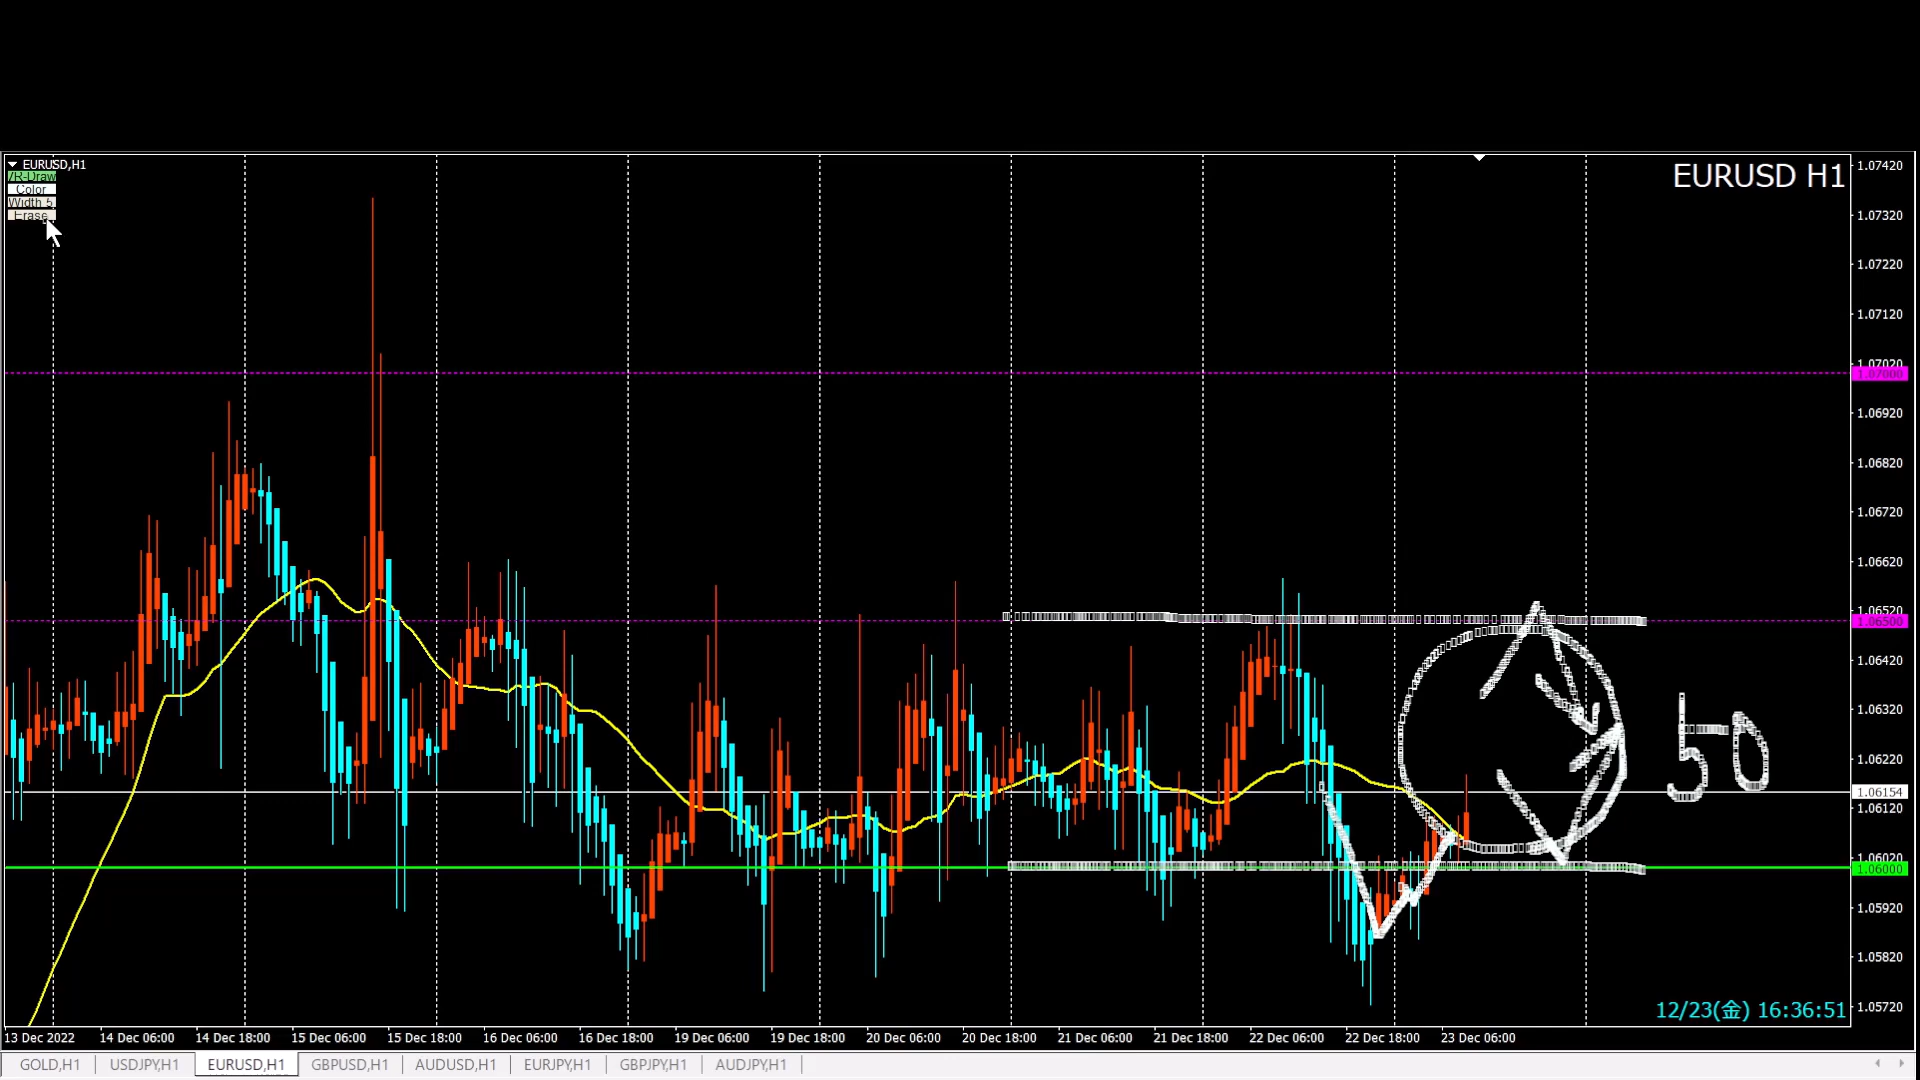 EURUSD,H1
/R-Draw
Color
Width 5
Erase
EURUSD H1
1.07420
1.07320
1.07220
1.07120
1.07020
1.07000
1.06920
1.06820
1.06720
1.06620
1.06520
1.06500
1.06420
1.06320
1.06220
1.06154
1.06120
1.06020
1.06000
1.05920
1.05820
1.05720
50
12/23(金) 16:36:51
13 Dec 2022 14 Dec 06:00 14 Dec 18:00 15 Dec 06:00 15 Dec 18:00 16 Dec 06:00 16 Dec 18:00 19 Dec 06:00 19 Dec 18:00 20 Dec 06:00 20 Dec 18:00 21 Dec 06:00 21 Dec 18:00 22 Dec 06:00 22 Dec 18:00 23 Dec 06:00
GOLD,H1 USDJPY,H1 EURUSD,H1 GBPUSD,H1 AUDUSD,H1 EURJPY,H1 GBPJPY,H1 AUDJPY,H1